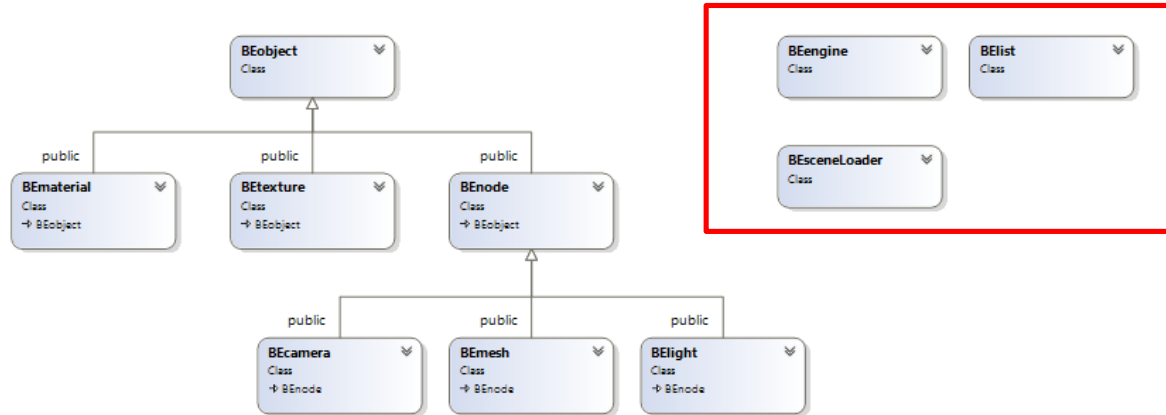 BEobject
Class
BEengine
Class
BElist
Class
public
public
public
BEmaterial
Class
BEobject
BEtexture
Class
BEobject
BEnode
Class
BEobject
BEsceneLoader
Class
public
public
public
BEcamera
Class
BEnode
BEmesh
Class
BEnode
BElight
Class
BEnode